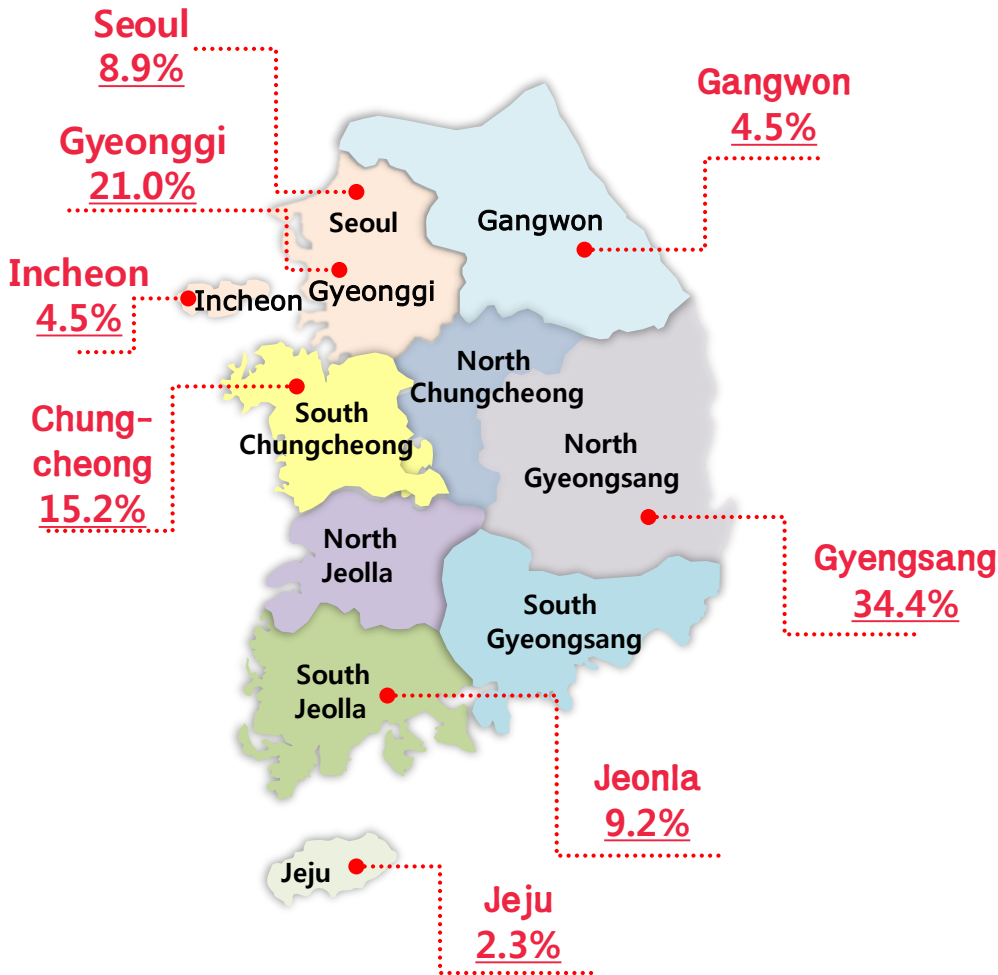 Seoul
8.9%
Gangwon
4.5%
Gyeonggi
21.0%
Seoul
Gangwon
Incheon
4.5%
Incheon
Gyeonggi
North
Chungcheong
Chung-
cheong
15.2%
South
Chungcheong
North
Gyeongsang
North
Jeolla
Gyengsang
34.4%
South
Gyeongsang
South
Jeolla
Jeonla
9.2%
Jeju
Jeju
2.3%